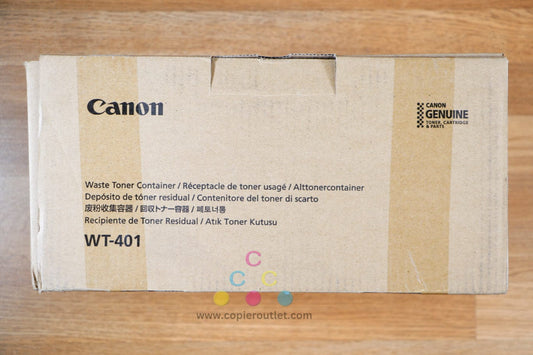 Canon
CANON
GENUINE
TONER, CARTRIDGE
& PARTS
Waste Toner Container / Réceptacle de toner usagé / Alttonercontainer
Depósito de tóner residual / Contenitore del toner di scarto
废粉收集容器 / 回収トナー容器 / 폐토너통
Recipiente de Toner Residual / Atık Toner Kutusu
WT-401
C
C C
www.copieroutlet.com